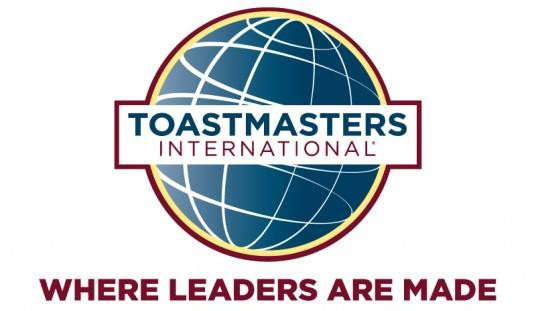 TOASTMASTERS
INTERNATIONAL®
WHERE LEADERS ARE MADE